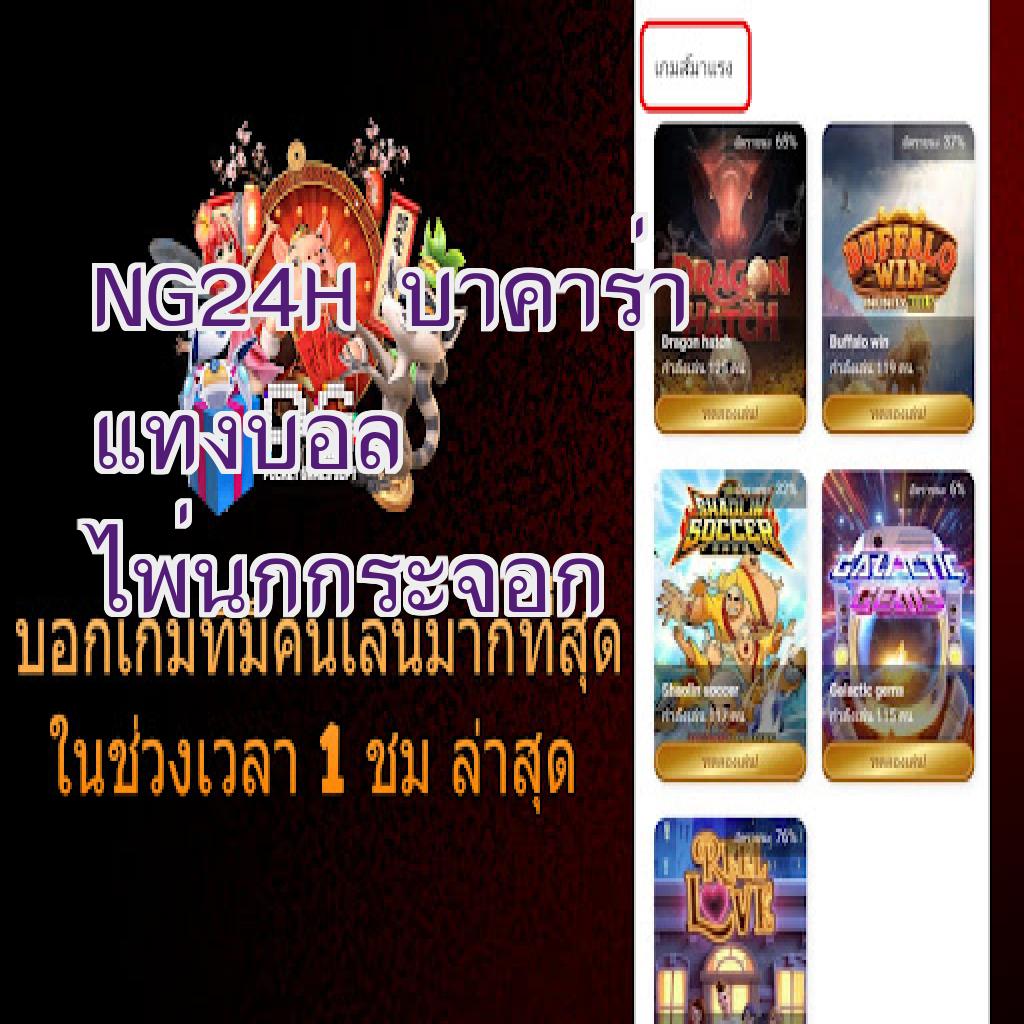 NG24H บาคาร่า
แทงบอล
ไพ่นกกระจอก
บอกเกมที่มีคนเล่นมากที่สุด
ในช่วงเวลา 1 ชม ล่าสุด
เกมส์มาแรง
อัตราชนะ 68%
DRAGON HATCH
Dragon hatch
กำลังเล่น 125 คน
ทดลองเล่น!
อัตราชนะ 37%
BUFFALO
WIN
Buffalo win
กำลังเล่น 119 คน
ทดลองเล่น!
SHAOLIN
SOCCER
Shaolin soccer
กำลังเล่น 117 คน
ทดลองเล่น!
อัตราชนะ 6%
GALACTIC
GEMS
Galactic gems
กำลังเล่น 115 คน
ทดลองเล่น!
อัตราชนะ 76%
REEL
LOVE